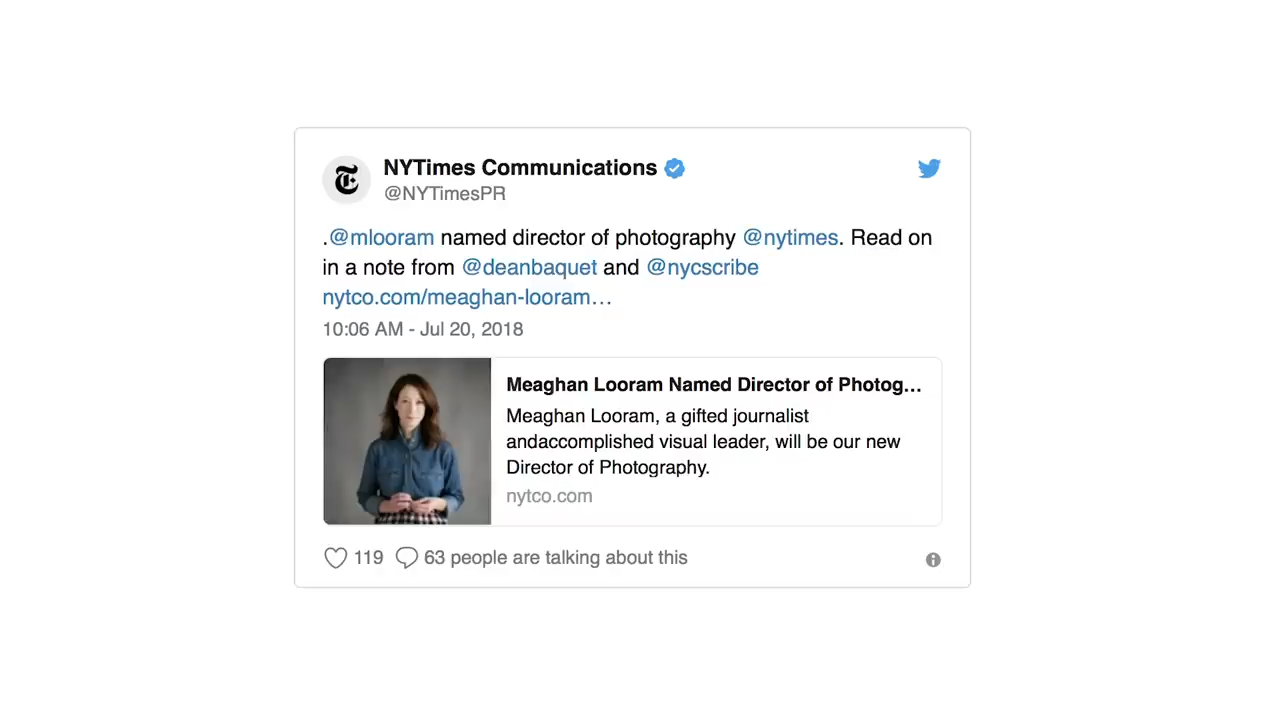 NYTimes Communications
@NYTimesPR
.@mlooram named director of photography @nytimes. Read on
in a note from @deanbaquet and @nycscribe
nytco.com/meaghan-looram…
10:06 AM - Jul 20, 2018
Meaghan Looram Named Director of Photog…
Meaghan Looram, a gifted journalist
andaccomplished visual leader, will be our new
Director of Photography.
nytco.com
119 63 people are talking about this